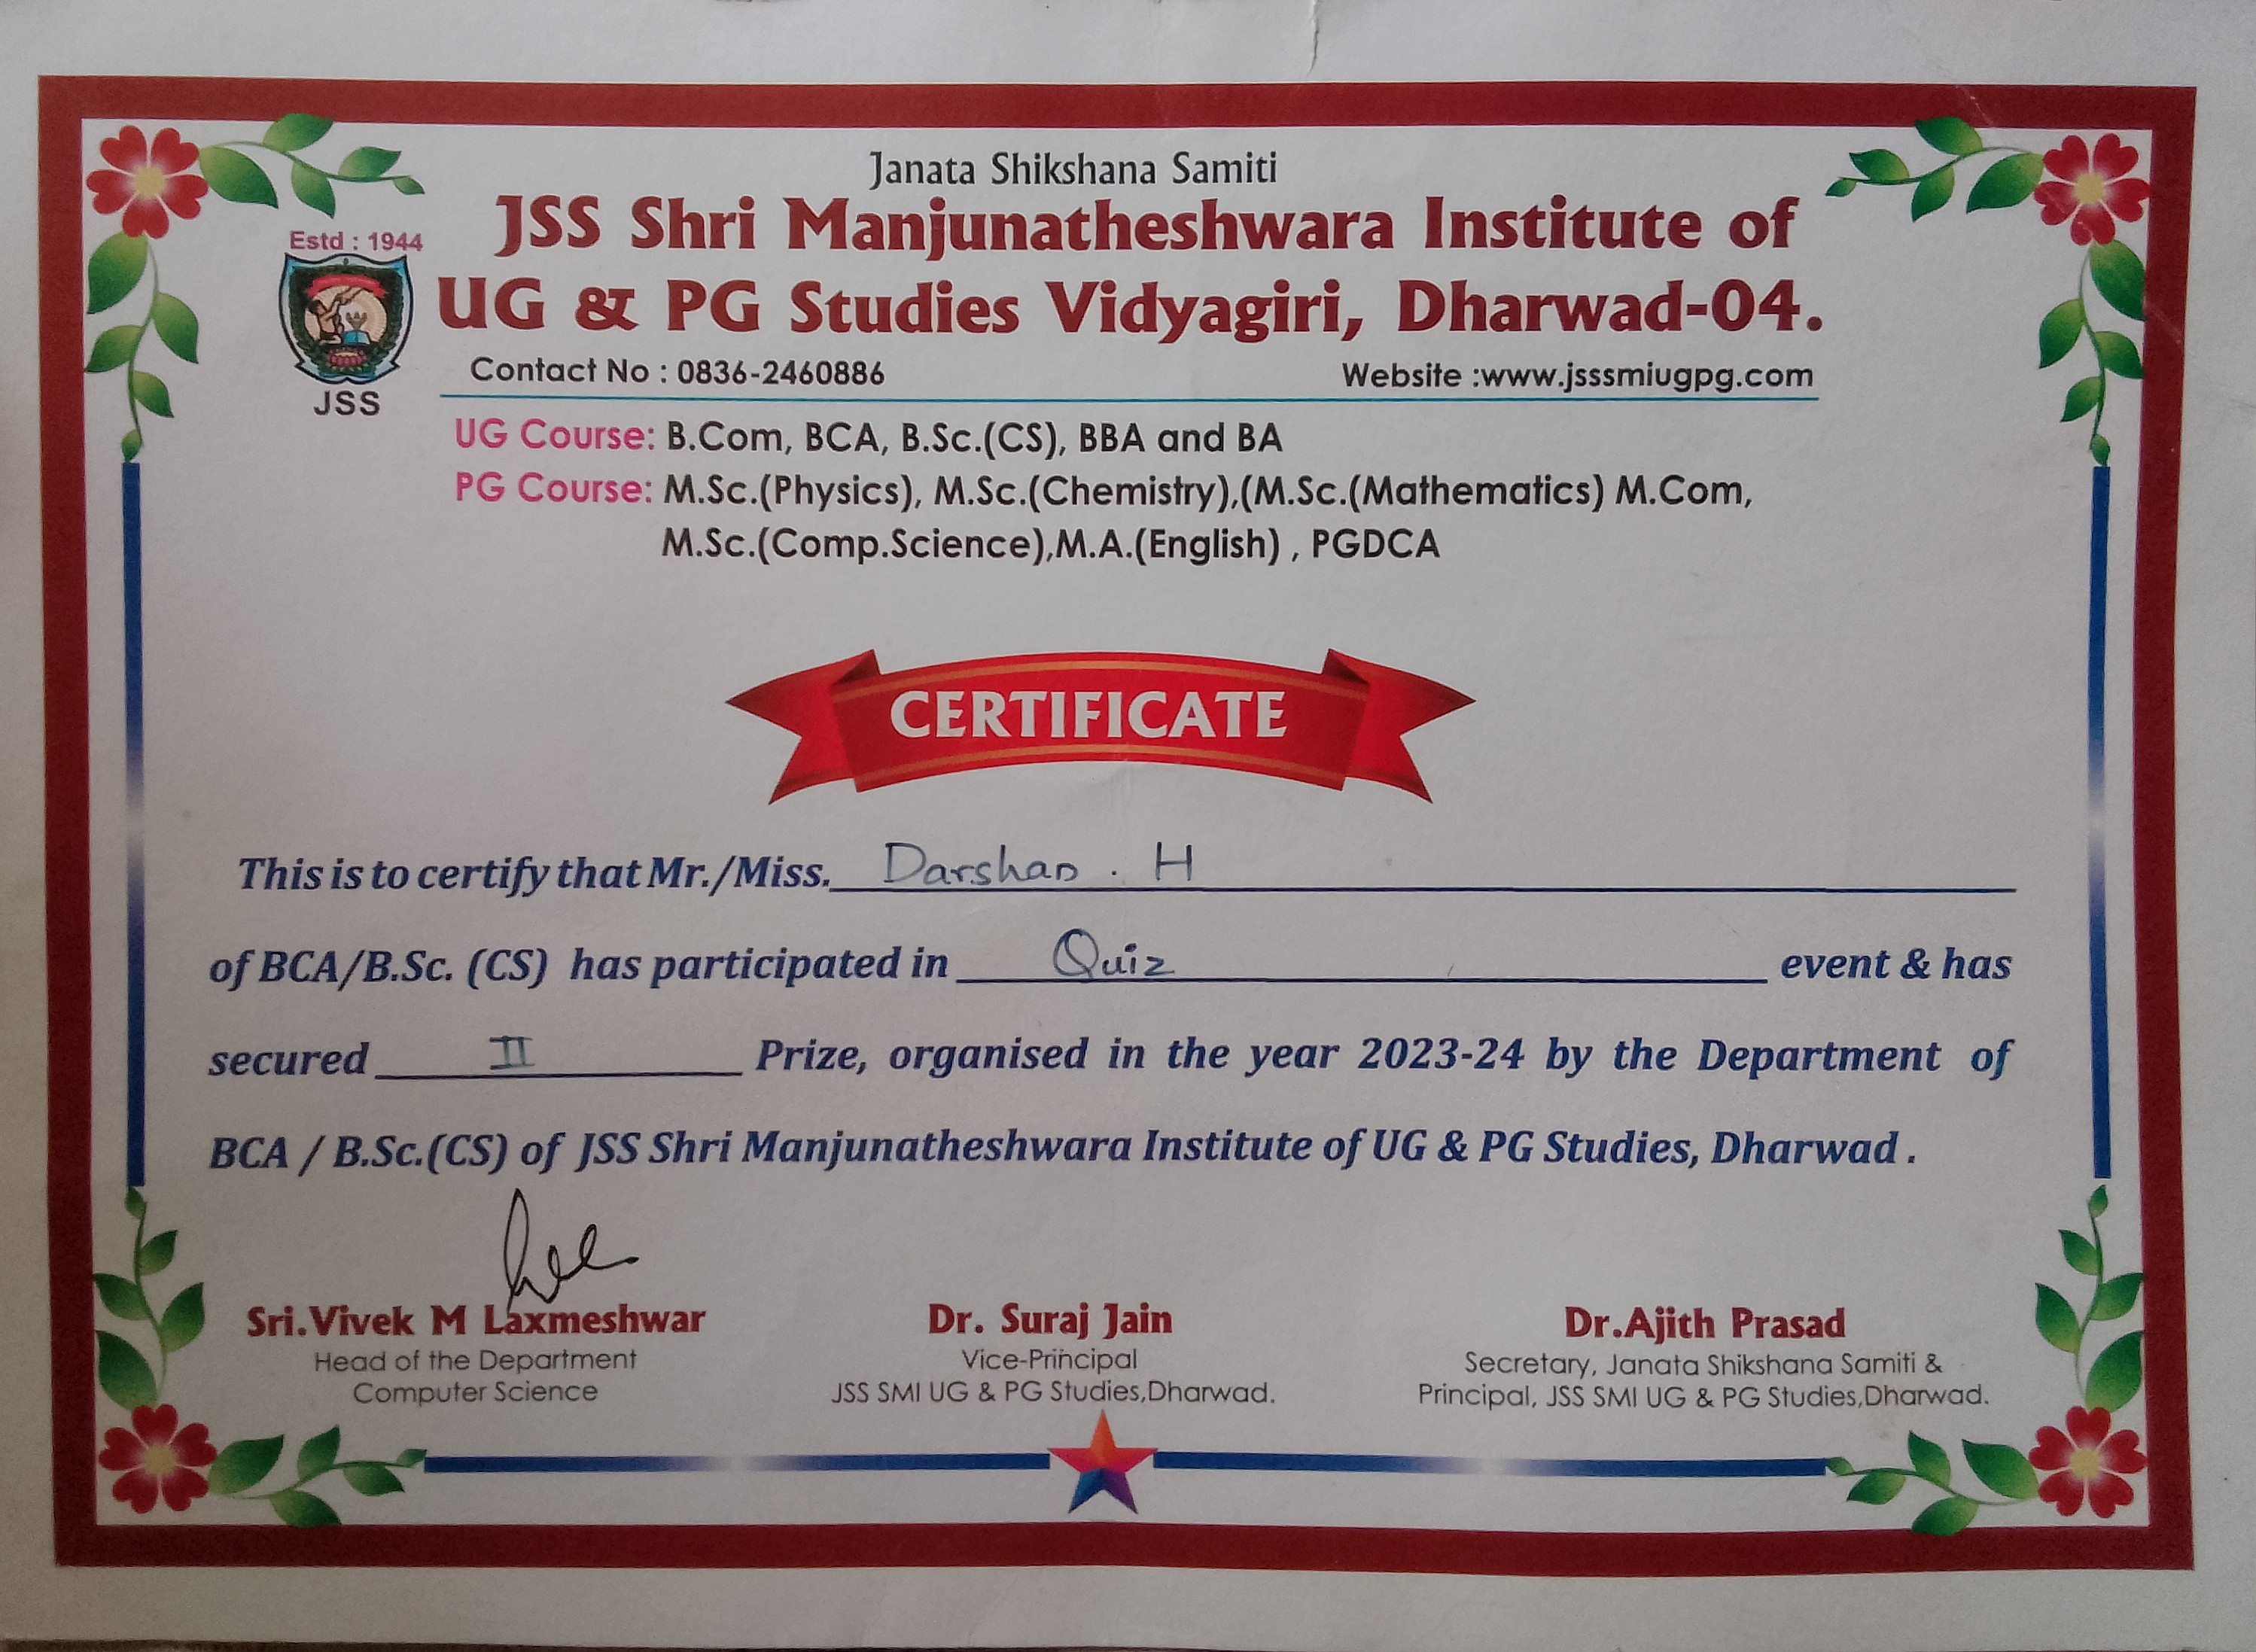 Janata Shikshana Samiti
JSS Shri Manjunatheshwara Institute of
UG & PG Studies Vidyagiri, Dharwad-04.
Estd : 1944
JSS
Contact No : 0836-2460886 Website :www.jsssmiugpg.com
UG Course: B.Com, BCA, B.Sc.(CS), BBA and BA
PG Course: M.Sc.(Physics), M.Sc.(Chemistry),(M.Sc.(Mathematics) M.Com,
M.Sc.(Comp.Science),M.A.(English) , PGDCA
CERTIFICATE
This is to certify that Mr./Miss. Darshan . H
of BCA/B.Sc. (CS) has participated in Quiz event & has
secured II Prize, organised in the year 2023-24 by the Department of
BCA / B.Sc.(CS) of JSS Shri Manjunatheshwara Institute of UG & PG Studies, Dharwad .
Sri.Vivek M Laxmeshwar
Head of the Department
Computer Science
Dr. Suraj Jain
Vice-Principal
JSS SMI UG & PG Studies,Dharwad.
Dr.Ajith Prasad
Secretary, Janata Shikshana Samiti &
Principal, JSS SMI UG & PG Studies,Dharwad.